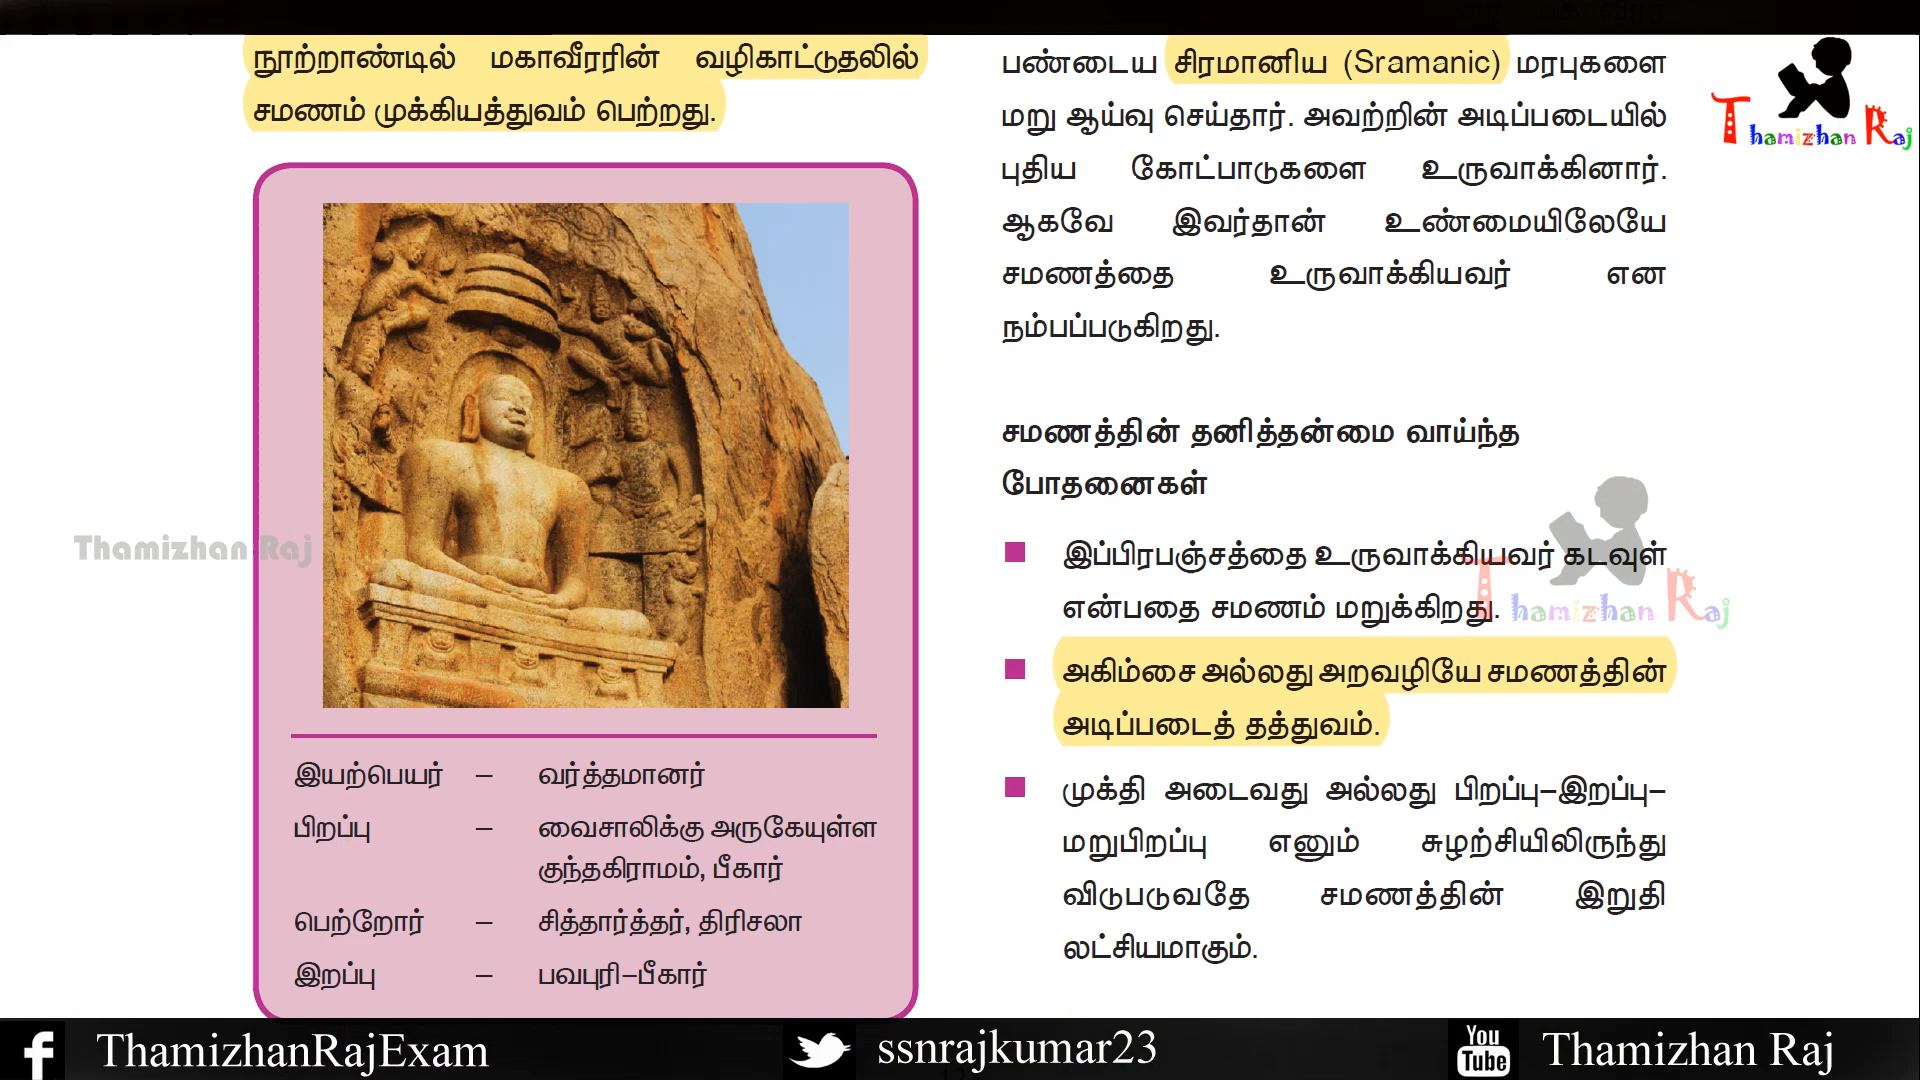 நூற்றாண்டில் மகாவீரரின் வழிகாட்டுதலில்
சமணம் முக்கியத்துவம் பெற்றது.
இயற்பெயர் – வர்த்தமானர்
பிறப்பு – வைசாலிக்கு அருகேயுள்ள
குந்தகிராமம், பீகார்
பெற்றோர் – சித்தார்த்தர், திரிசலா
இறப்பு – பவபுரி–பீகார்
பண்டைய சிரமானிய (Sramanic) மரபுகளை
மறு ஆய்வு செய்தார். அவற்றின் அடிப்படையில்
புதிய கோட்பாடுகளை உருவாக்கினார்.
ஆகவே இவர்தான் உண்மையிலேயே
சமணத்தை உருவாக்கியவர் என
நம்பப்படுகிறது.
சமணத்தின் தனித்தன்மை வாய்ந்த
போதனைகள்
இப்பிரபஞ்சத்தை உருவாக்கியவர் கடவுள்
என்பதை சமணம் மறுக்கிறது.
அகிம்சை அல்லது அறவழியே சமணத்தின்
அடிப்படைத் தத்துவம்.
முக்தி அடைவது அல்லது பிறப்பு–இறப்பு–
மறுபிறப்பு எனும் சுழற்சியிலிருந்து
விடுபடுவதே சமணத்தின் இறுதி
லட்சியமாகும்.
Thamizhan Raj
Thamizhan Raj
Thamizhan Raj
ThamizhanRajExam
ssnrajkumar23
You
Tube
Thamizhan Raj